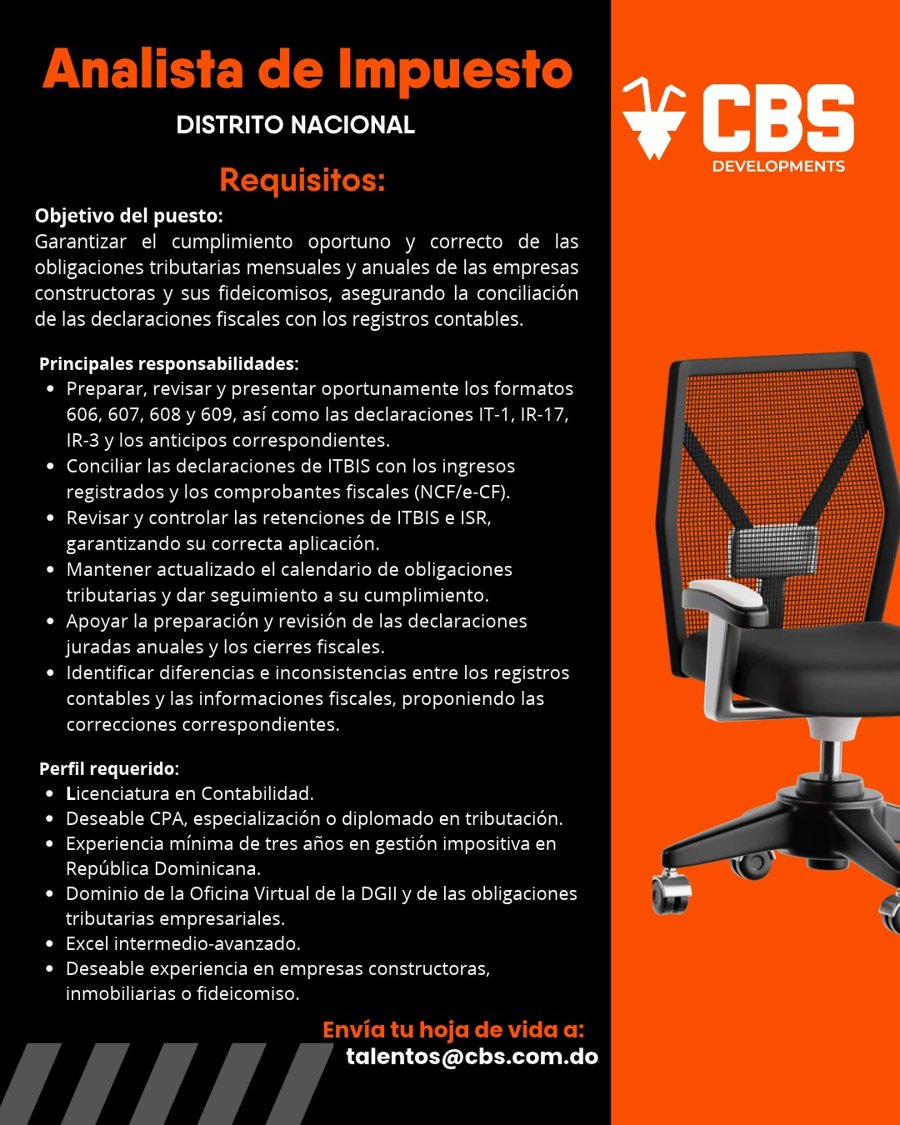 Analista de Impuesto
DISTRITO NACIONAL
CBS
DEVELOPMENTS
Requisitos:
Objetivo del puesto:
Garantizar el cumplimiento oportuno y correcto de las
obligaciones tributarias mensuales y anuales de las empresas
constructoras y sus fideicomisos, asegurando la conciliación
de las declaraciones fiscales con los registros contables.
Principales responsabilidades:
• Preparar, revisar y presentar oportunamente los formatos
606, 607, 608 y 609, así como las declaraciones IT-1, IR-17,
IR-3 y los anticipos correspondientes.
• Conciliar las declaraciones de ITBIS con los ingresos
registrados y los comprobantes fiscales (NCF/e-CF).
• Revisar y controlar las retenciones de ITBIS e ISR,
garantizando su correcta aplicación.
• Mantener actualizado el calendario de obligaciones
tributarias y dar seguimiento a su cumplimiento.
• Apoyar la preparación y revisión de las declaraciones
juradas anuales y los cierres fiscales.
• Identificar diferencias e inconsistencias entre los registros
contables y las informaciones fiscales, proponiendo las
correcciones correspondientes.
Perfil requerido:
• Licenciatura en Contabilidad.
• Deseable CPA, especialización o diplomado en tributación.
• Experiencia mínima de tres años en gestión impositiva en
República Dominicana.
• Dominio de la Oficina Virtual de la DGII y de las obligaciones
tributarias empresariales.
• Excel intermedio-avanzado.
• Deseable experiencia en empresas constructoras,
inmobiliarias o fideicomiso.
Envía tu hoja de vida a:
talentos@cbs.com.do